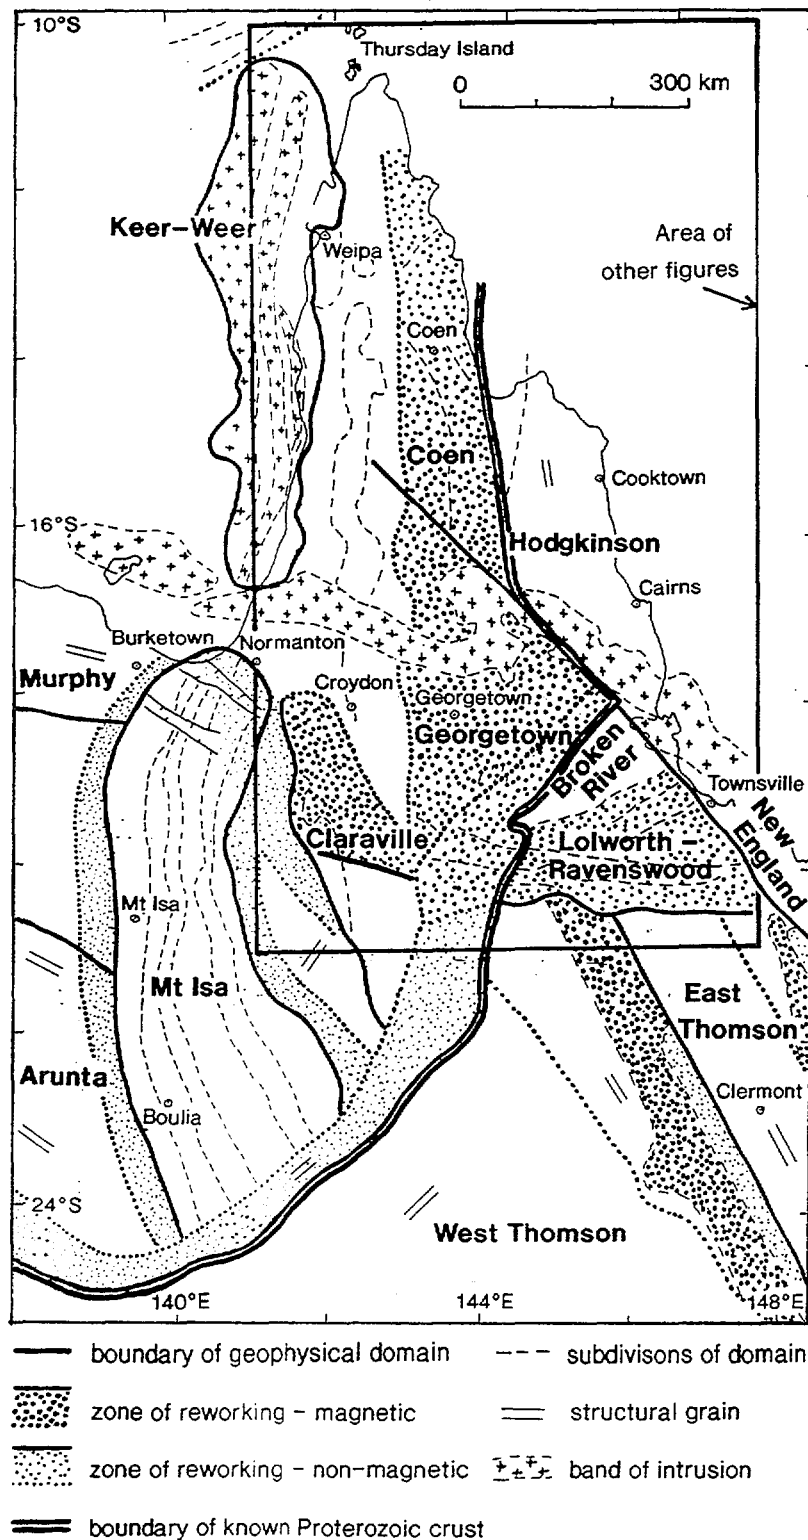 10°S
Thursday Island
0 300 km
Keer-Weer
Weipa
Area of
other figures
Coen
Coen
Cooktown
16°S
Hodgkinson
Cairns
Burketown
Normanton
Murphy
Croydon
Georgetown
Georgetown
Broken
River
Townsville
New
England
Claraville
Lolworth -
Ravenswood
Mt Isa
Mt Isa
East
Thomson
Arunta
Boulia
Clermont
24°S
West Thomson
140°E
144°E
148°E
boundary of geophysical domain
subdivisons of domain
zone of reworking - magnetic
structural grain
zone of reworking - non-magnetic
band of intrusion
boundary of known Proterozoic crust